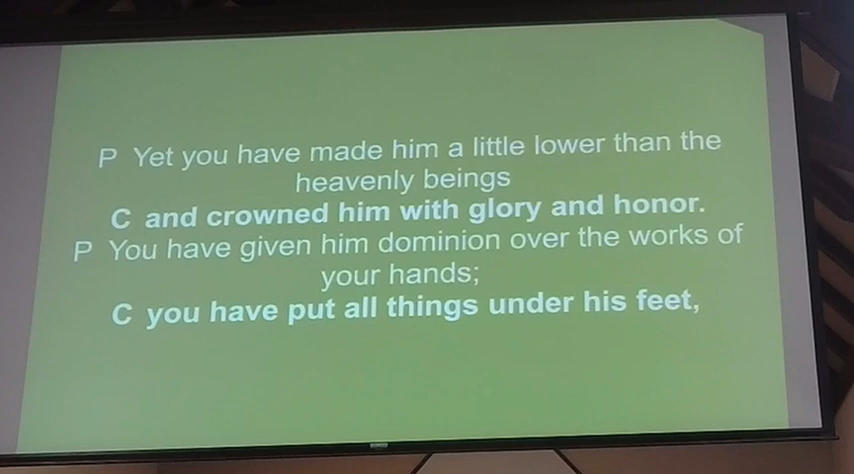 P Yet you have made him a little lower than the
heavenly beings
C and crowned him with glory and honor.
P You have given him dominion over the works of
your hands;
C you have put all things under his feet,